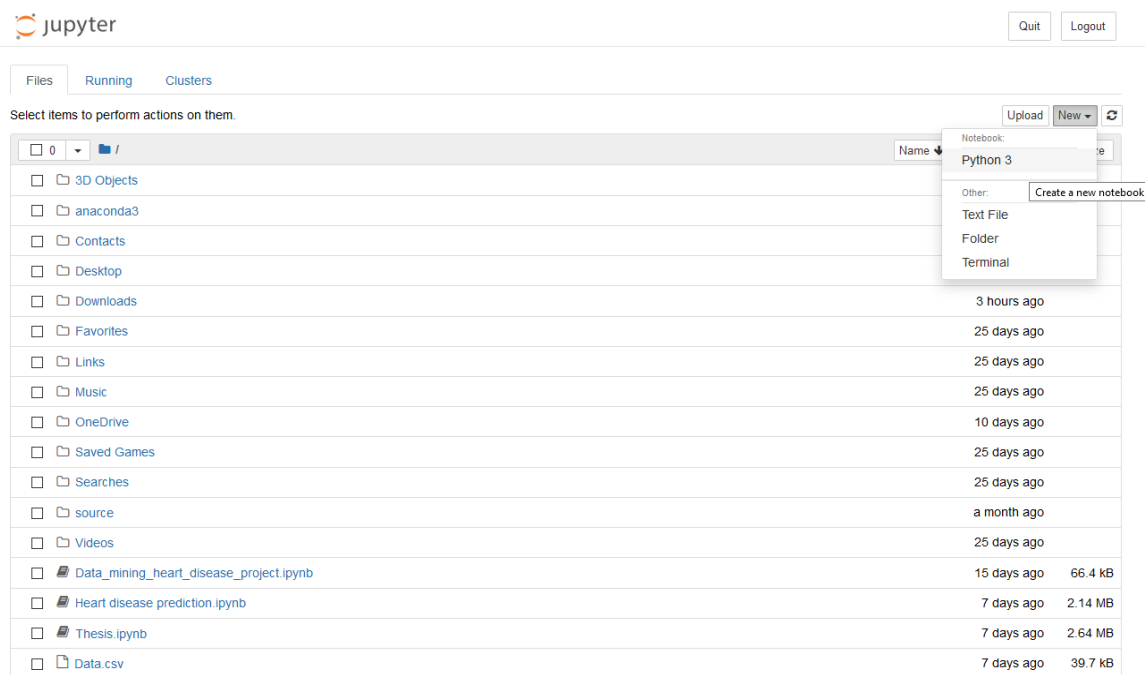 jupyter
Quit Logout
Files Running Clusters
Select items to perform actions on them.
Upload New
Notebook:
0 / Name
Python 3
3D Objects
Other: Create a new notebook
anaconda3
Text File
Contacts
Folder
Desktop
Terminal
Downloads 3 hours ago
Favorites 25 days ago
Links 25 days ago
Music 25 days ago
OneDrive 10 days ago
Saved Games 25 days ago
Searches 25 days ago
source a month ago
Videos 25 days ago
Data_mining_heart_disease_project.ipynb 15 days ago 66.4 kB
Heart disease prediction.ipynb 7 days ago 2.14 MB
Thesis.ipynb 7 days ago 2.64 MB
Data.csv 7 days ago 39.7 kB